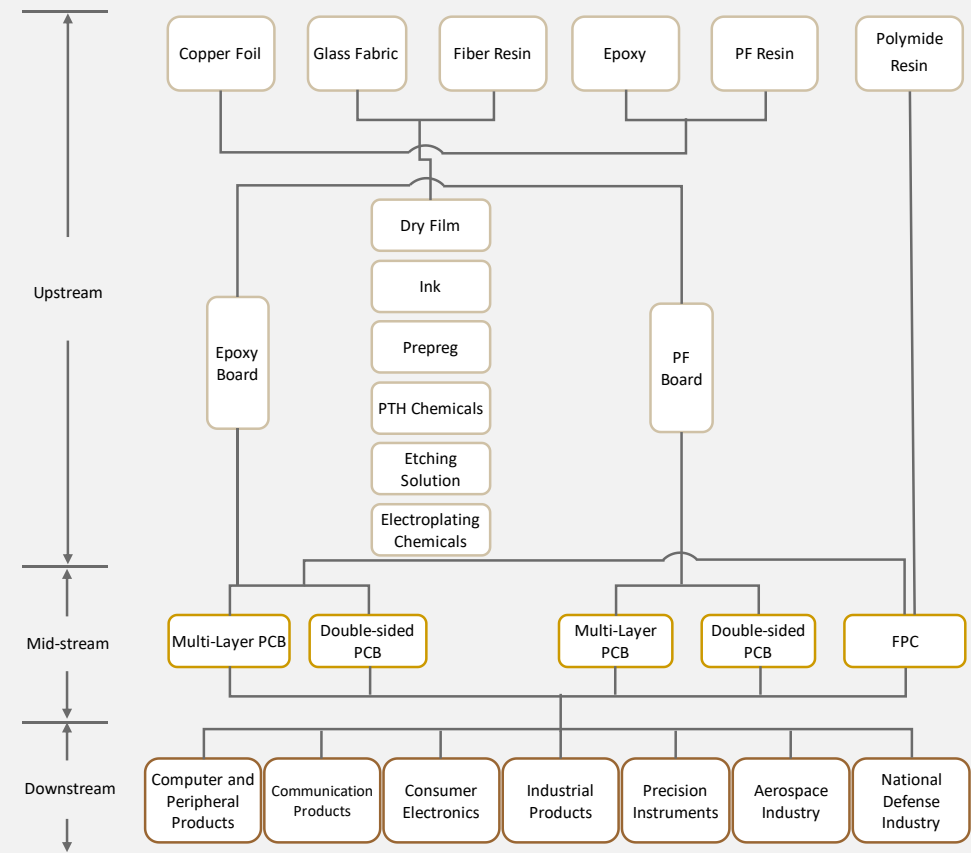 Copper Foil
Glass Fabric
Fiber Resin
Epoxy
PF Resin
Polymide
Resin
Dry Film
Ink
Upstream
Epoxy
Board
Prepreg
PF
Board
PTH Chemicals
Etching
Solution
Electroplating
Chemicals
Mid-stream
Multi-Layer PCB
Double-sided
PCB
Multi-Layer
PCB
Double-sided
PCB
FPC
Downstream
Computer and
Peripheral
Products
Communication
Products
Consumer
Electronics
Industrial
Products
Precision
Instruments
Aerospace
Industry
National
Defense
Industry